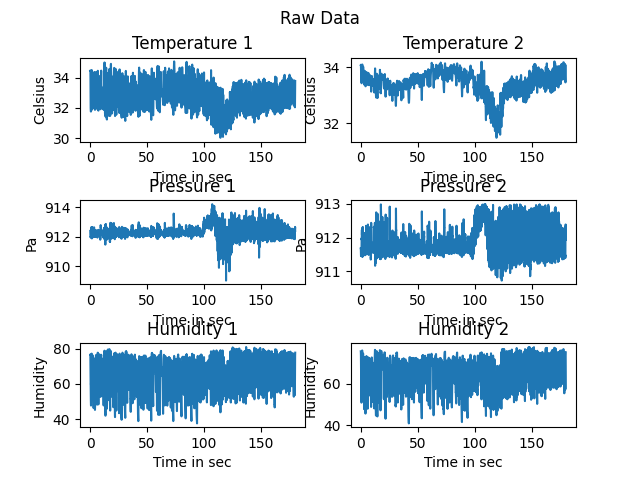 Raw Data
Temperature 1
Temperature 2
Celsius
34
32
30
0 50 100 150
Time in sec
Celsius
34
32
0 50 100 150
Time in sec
Pressure 1
Pressure 2
Pa
914
912
910
0 50 100 150
Time in sec
Pa
913
912
911
0 50 100 150
Time in sec
Humidity 1
Humidity 2
Humidity
80
60
40
0 50 100 150
Time in sec
Humidity
60
40
0 50 100 150
Time in sec